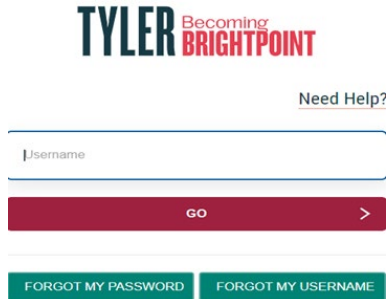 TYLER Becoming BRIGHTPOINT
Need Help?
Username
GO >
FORGOT MY PASSWORD FORGOT MY USERNAME